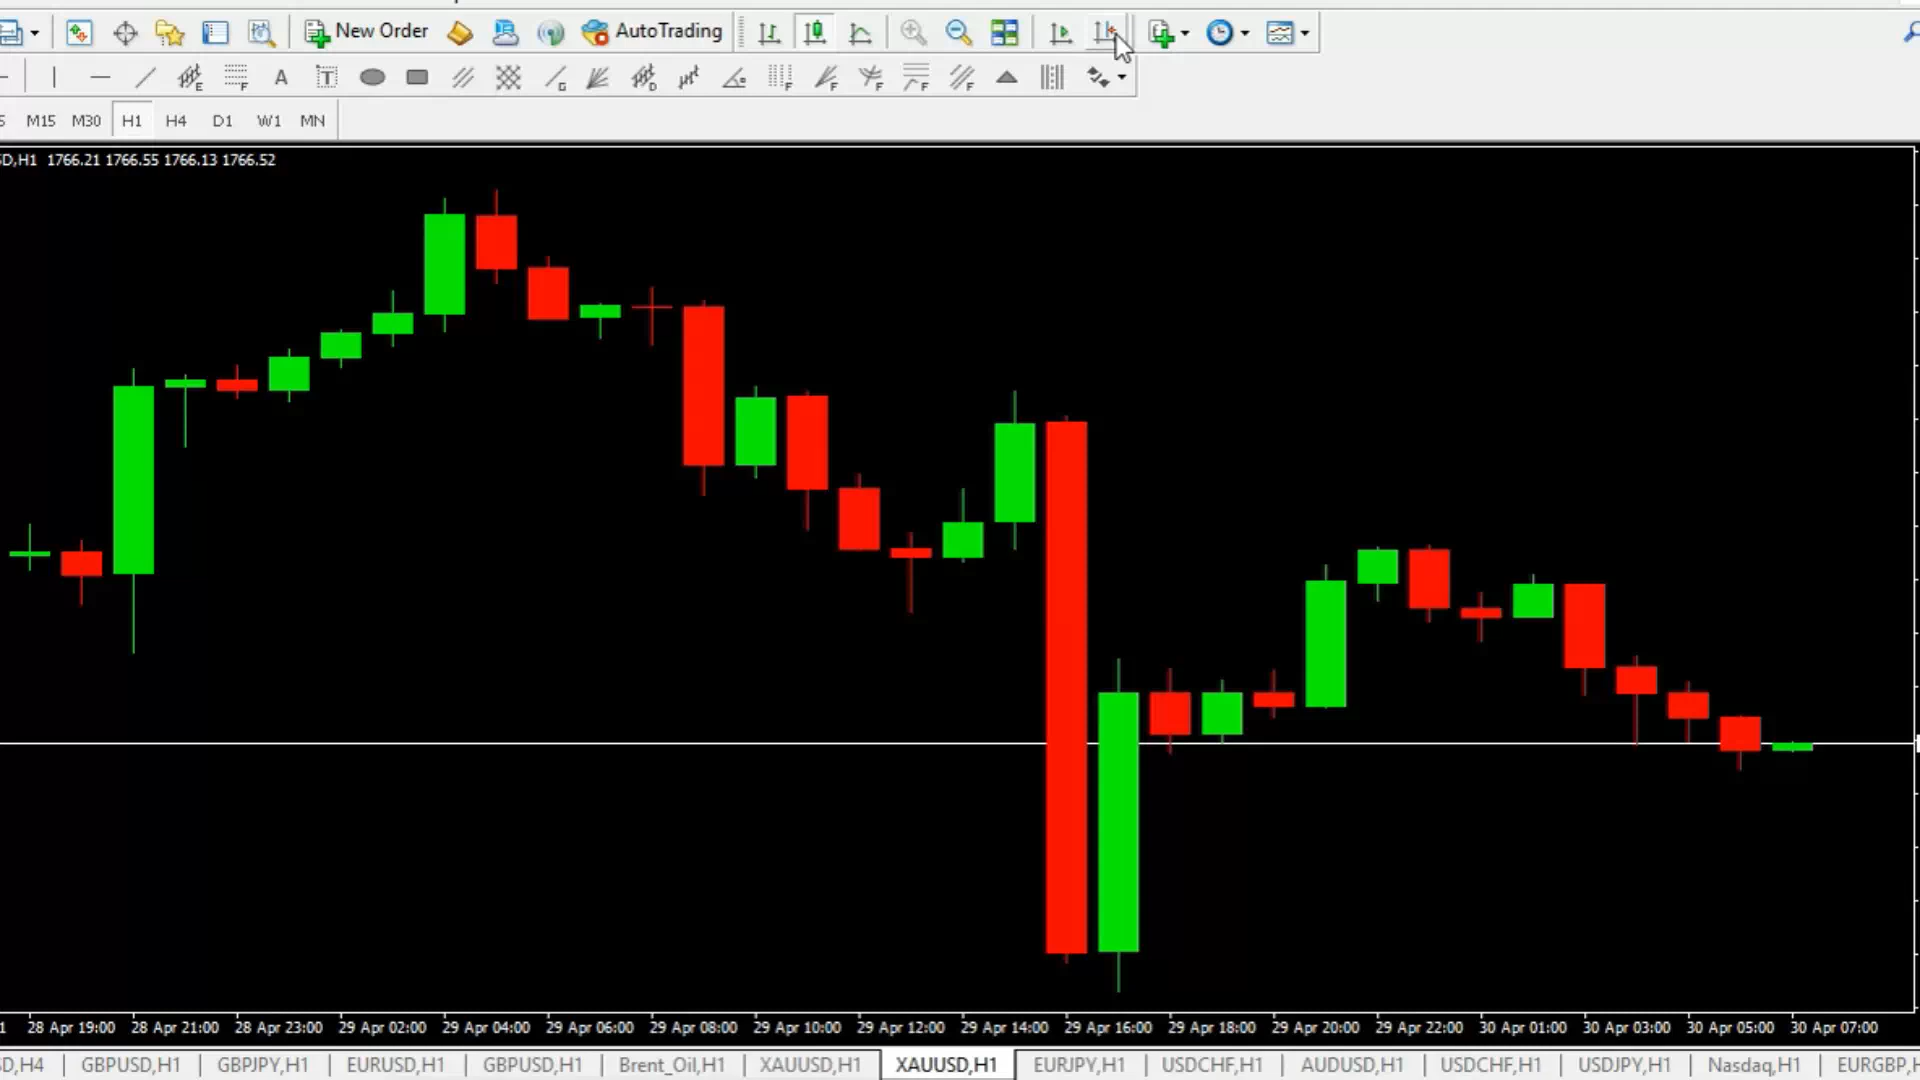 New Order
AutoTrading
E F A T G D F F F F F
5 M15 M30 H1 H4 D1 W1 MN
D,H1 1766.21 1766.55 1766.13 1766.52
1 28 Apr 19:00 28 Apr 21:00 28 Apr 23:00 29 Apr 02:00 29 Apr 04:00 29 Apr 06:00 29 Apr 08:00 29 Apr 10:00 29 Apr 12:00 29 Apr 14:00 29 Apr 16:00 29 Apr 18:00 29 Apr 20:00 29 Apr 22:00 30 Apr 01:00 30 Apr 03:00 30 Apr 05:00 30 Apr 07:00
D,H4 GBPUSD,H1 GBPJPY,H1 EURUSD,H1 GBPUSD,H1 Brent_Oil,H1 XAUUSD,H1 XAUUSD,H1 EURJPY,H1 USDCHF,H1 AUDUSD,H1 USDCHF,H1 USDJPY,H1 Nasdaq,H1 EURGBP,H